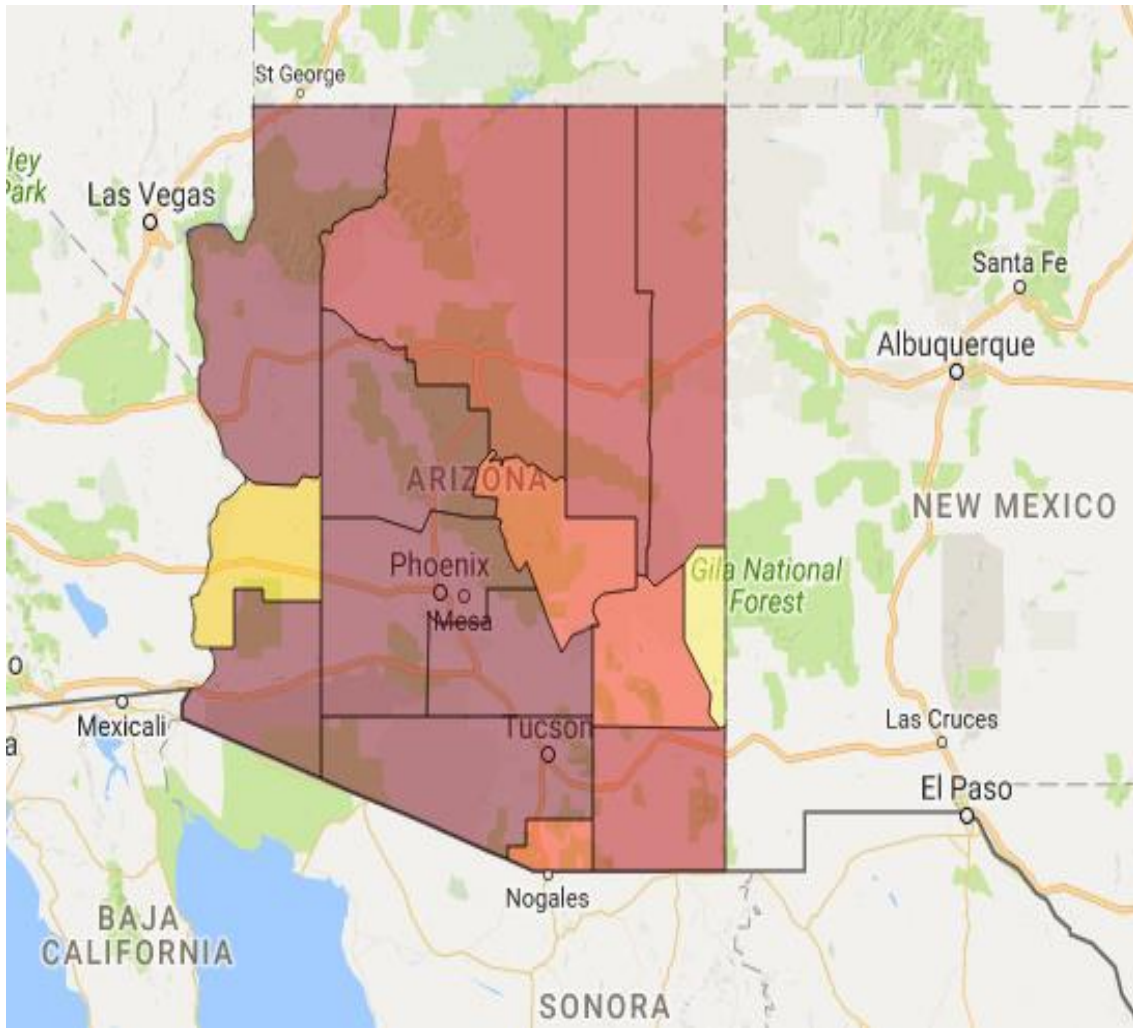 St George
lley
Park
Las Vegas
Santa Fe
Albuquerque
ARIZONA
NEW MEXICO
Phoenix
Mesa
Gila National
Forest
o
Mexicali
a
Tucson
Las Cruces
El Paso
Nogales
BAJA
CALIFORNIA
SONORA